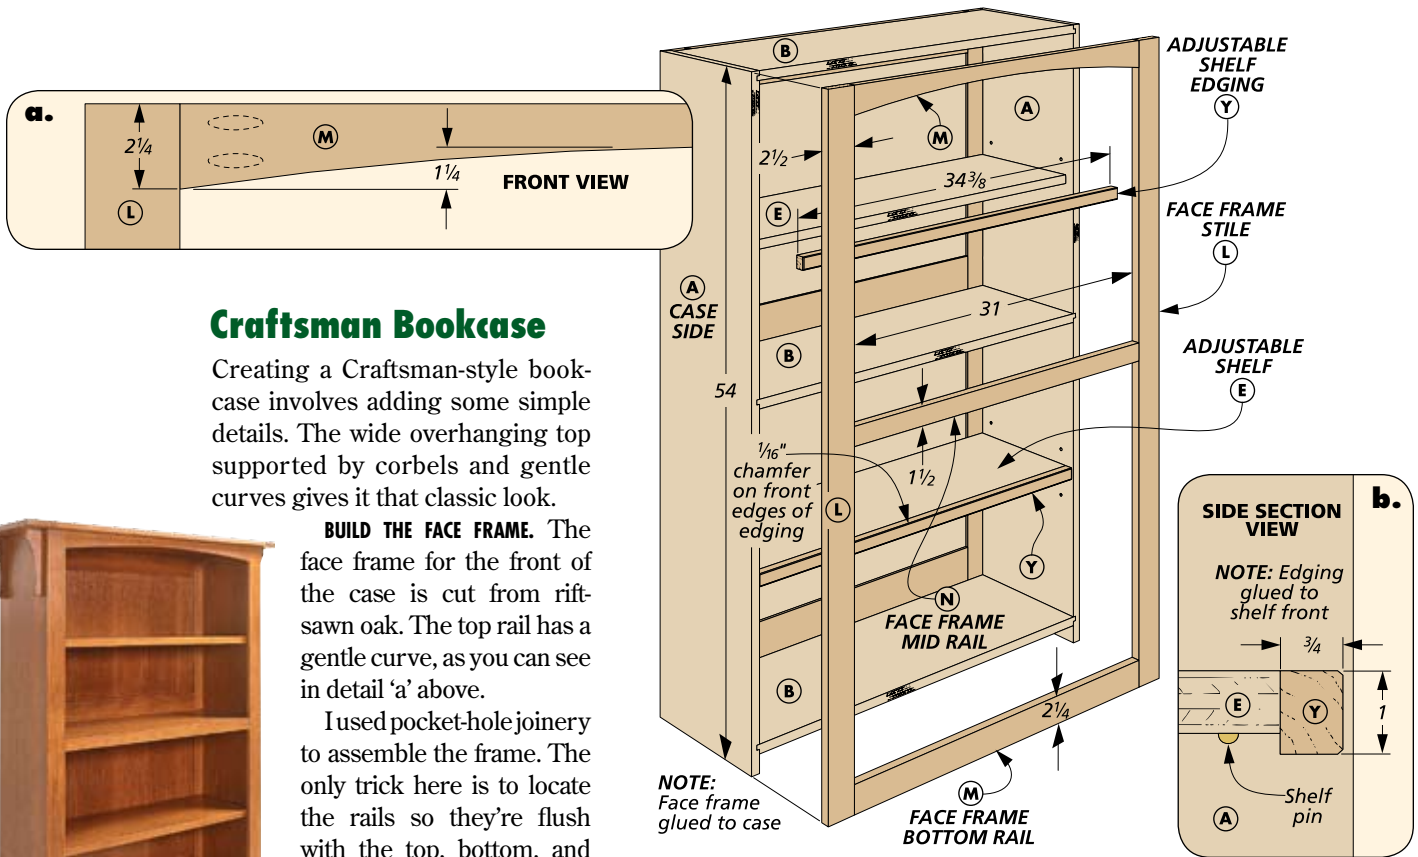 a.
2¼
M
1¼
FRONT VIEW
L
Craftsman Bookcase
Creating a Craftsman-style book-
case involves adding some simple
details. The wide overhanging top
supported by corbels and gentle
curves gives it that classic look.
BUILD THE FACE FRAME. The
face frame for the front of
the case is cut from rift-
sawn oak. The top rail has a
gentle curve, as you can see
in detail ‘a’ above.
I used pocket-hole joinery
to assemble the frame. The
only trick here is to locate
the rails so they’re flush
with the top, bottom, and
B
A
M
2½
34⅜
E
ADJUSTABLE
SHELF
EDGING
Y
FACE FRAME
STILE
L
A
CASE
SIDE
31
B
54
ADJUSTABLE
SHELF
E
1½
1⁄16"
chamfer
on front
edges of
edging
L
Y
N
FACE FRAME
MID RAIL
B
2¼
NOTE:
Face frame
glued to case
M
FACE FRAME
BOTTOM RAIL
b.
SIDE SECTION
VIEW
NOTE: Edging
glued to
shelf front
¾
E
Y
1
Shelf
pin
A